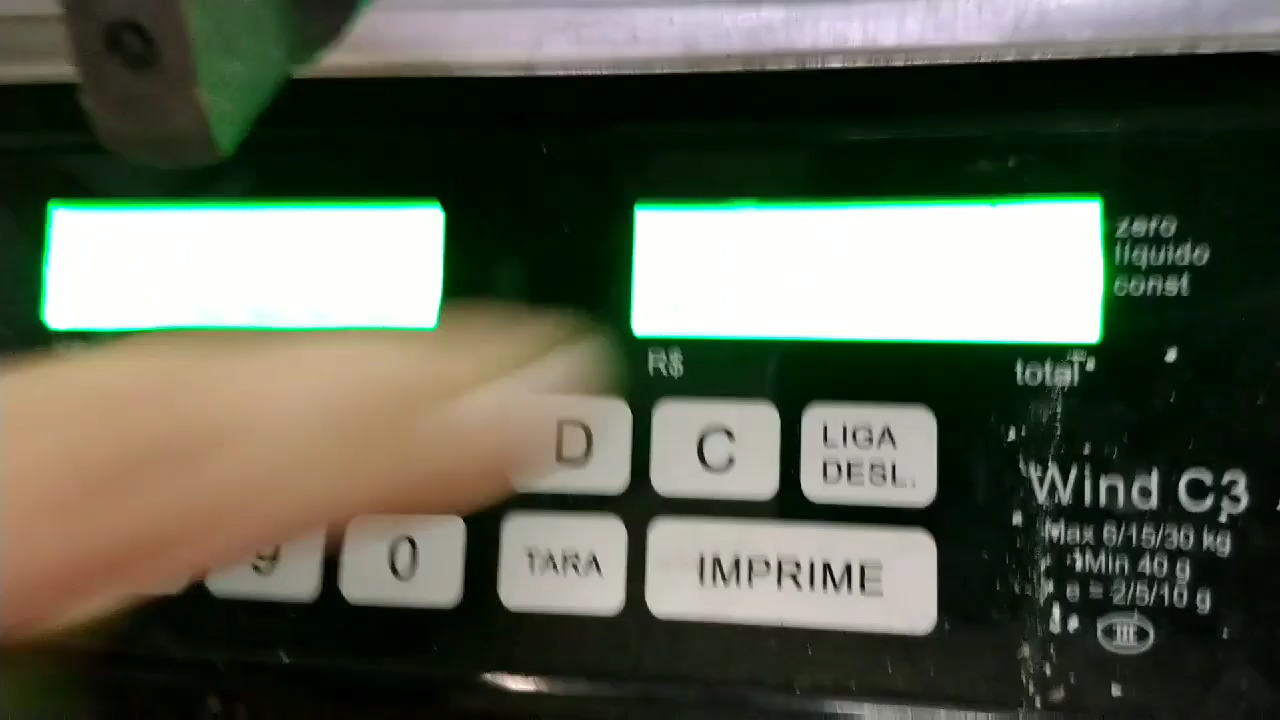 zero
líquido
const
R$
total
D
C
LIGA
DESL.
9
0
TARA
IMPRIME
Wind C3
Max 6/15/30 kg
Min 40 g
e = 2/5/10 g
III